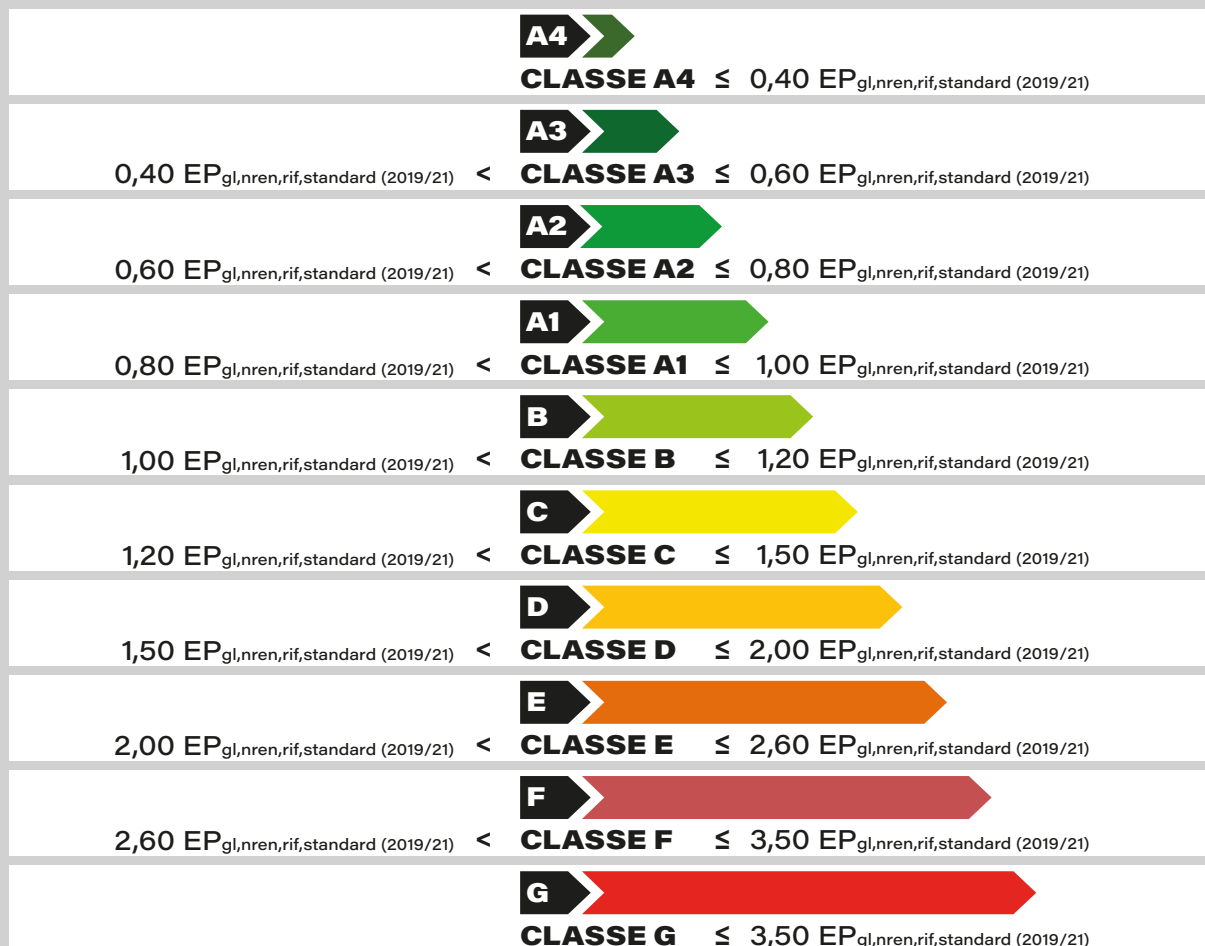 A4
CLASSE A4 ≤ 0,40 EPgl,nren,rif,standard (2019/21)
A3
0,40 EPgl,nren,rif,standard (2019/21) < CLASSE A3 ≤ 0,60 EPgl,nren,rif,standard (2019/21)
A2
0,60 EPgl,nren,rif,standard (2019/21) < CLASSE A2 ≤ 0,80 EPgl,nren,rif,standard (2019/21)
A1
0,80 EPgl,nren,rif,standard (2019/21) < CLASSE A1 ≤ 1,00 EPgl,nren,rif,standard (2019/21)
B
1,00 EPgl,nren,rif,standard (2019/21) < CLASSE B ≤ 1,20 EPgl,nren,rif,standard (2019/21)
C
1,20 EPgl,nren,rif,standard (2019/21) < CLASSE C ≤ 1,50 EPgl,nren,rif,standard (2019/21)
D
1,50 EPgl,nren,rif,standard (2019/21) < CLASSE D ≤ 2,00 EPgl,nren,rif,standard (2019/21)
E
2,00 EPgl,nren,rif,standard (2019/21) < CLASSE E ≤ 2,60 EPgl,nren,rif,standard (2019/21)
F
2,60 EPgl,nren,rif,standard (2019/21) < CLASSE F ≤ 3,50 EPgl,nren,rif,standard (2019/21)
G
CLASSE G ≤ 3,50 EPgl,nren,rif,standard (2019/21)